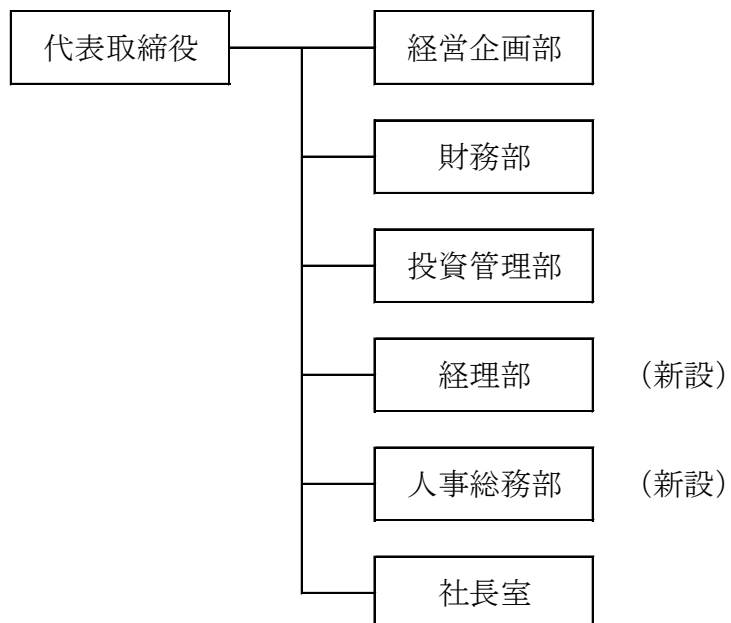 代表取締役
経営企画部
財務部
投資管理部
経理部 （新設）
人事総務部 （新設）
社長室